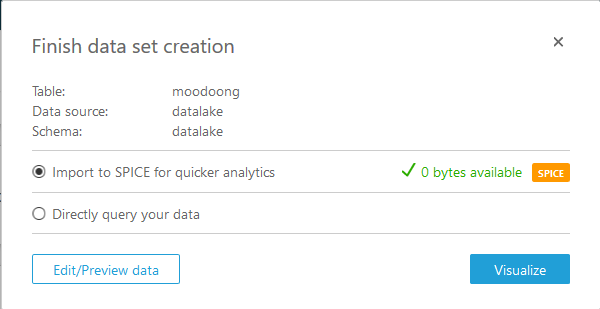 Finish data set creation
Table: moodoong
Data source: datalake
Schema: datalake
Import to SPICE for quicker analytics 0 bytes available SPICE
Directly query your data
Edit/Preview data Visualize